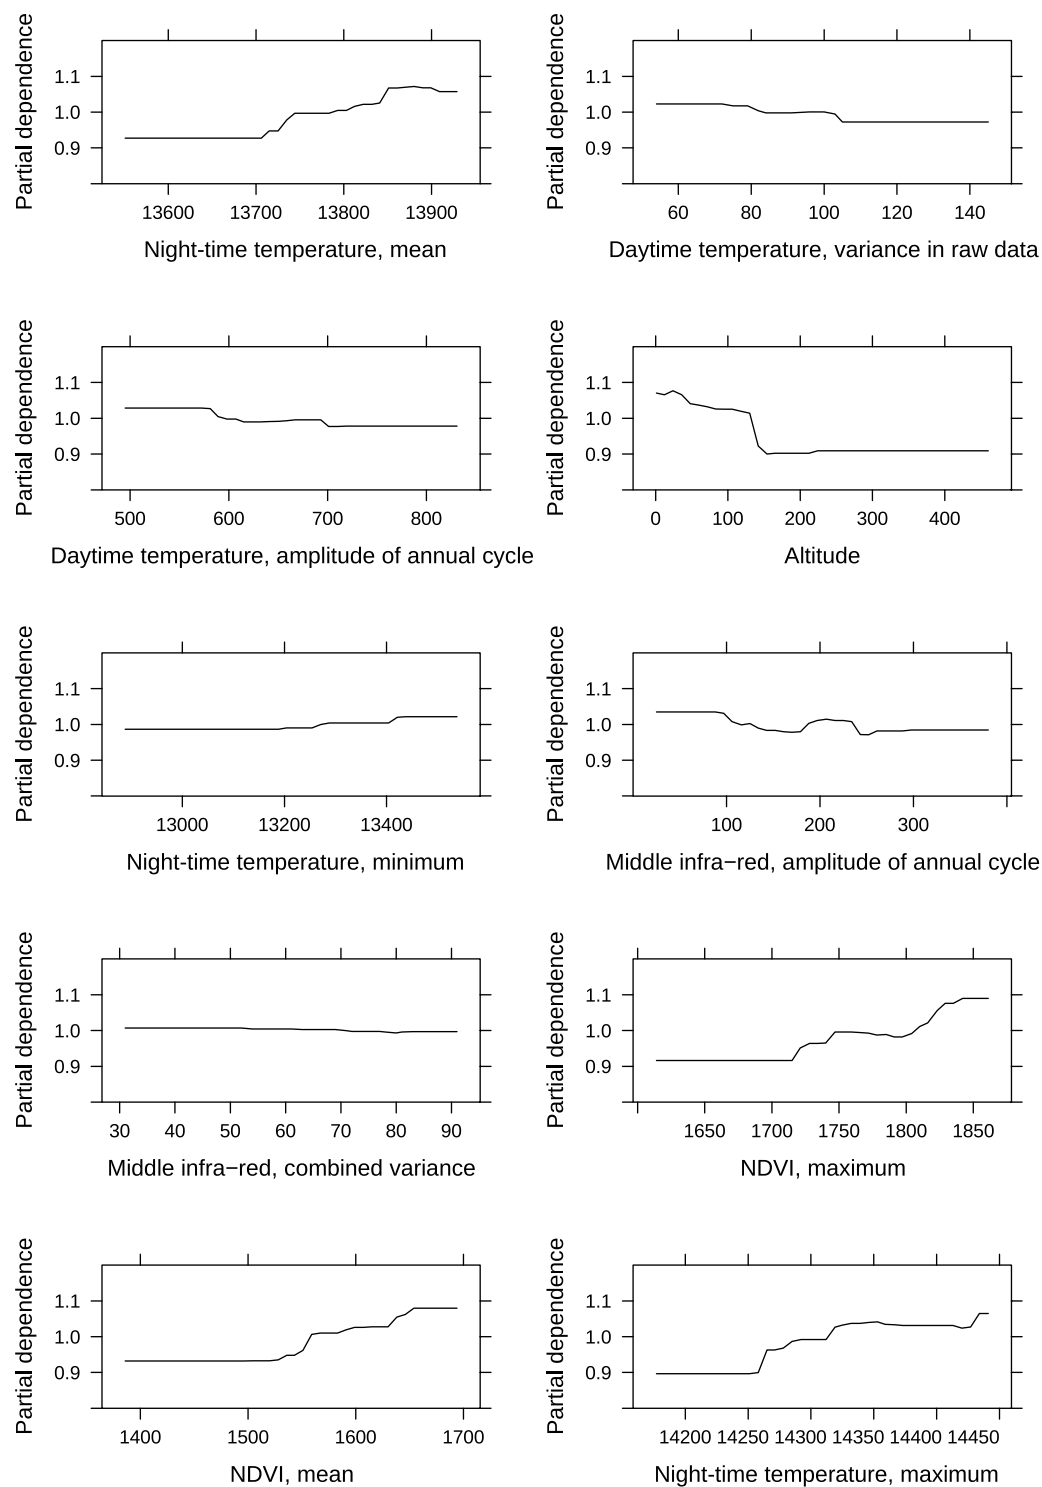 Partial dependence
1.1
1.0
0.9
13600 13700 13800 13900
Night-time temperature, mean
Partial dependence
1.1
1.0
0.9
60 80 100 120 140
Daytime temperature, variance in raw data
Partial dependence
1.1
1.0
0.9
500 600 700 800
Daytime temperature, amplitude of annual cycle
Partial dependence
1.1
1.0
0.9
0 100 200 300 400
Altitude
Partial dependence
1.1
1.0
0.9
13000 13200 13400
Night-time temperature, minimum
Partial dependence
1.1
1.0
0.9
100 200 300
Middle infra−red, amplitude of annual cycle
Partial dependence
1.1
1.0
0.9
30 40 50 60 70 80 90
Middle infra−red, combined variance
Partial dependence
1.1
1.0
0.9
1650 1700 1750 1800 1850
NDVI, maximum
Partial dependence
1.1
1.0
0.9
1400 1500 1600 1700
NDVI, mean
Partial dependence
1.1
1.0
0.9
14200 14250 14300 14350 14400 14450
Night-time temperature, maximum